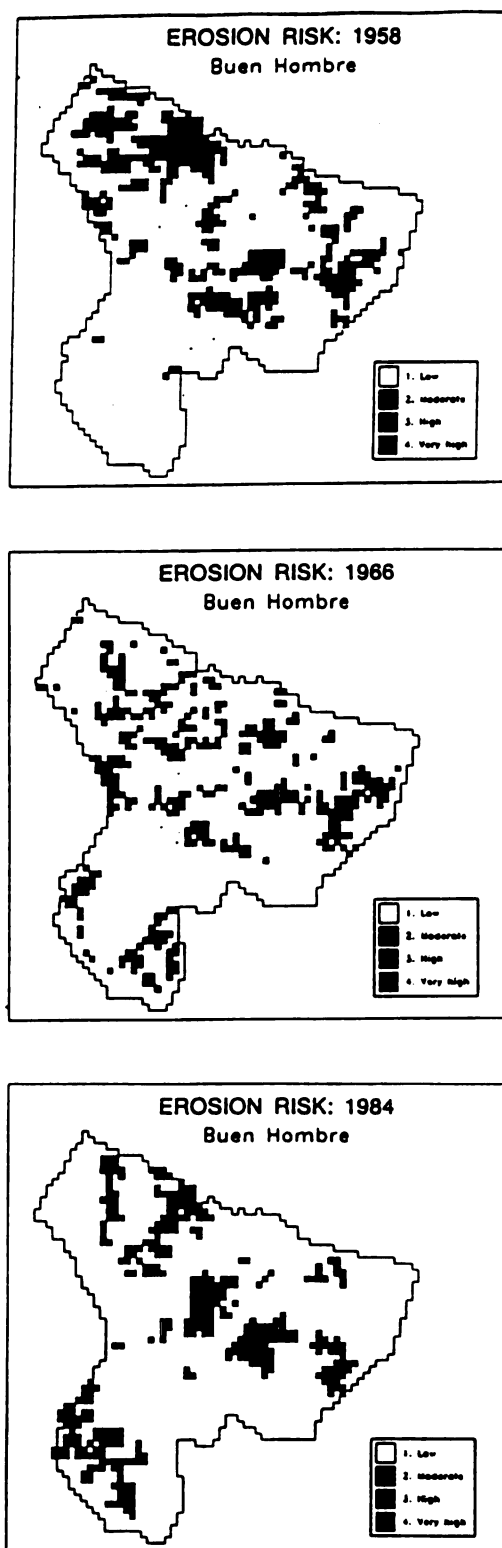 EROSION RISK: 1958
Buen Hombre
1. Low
2. Moderate
3. High
4. Very high
EROSION RISK: 1966
Buen Hombre
1. Low
2. Moderate
3. High
4. Very high
EROSION RISK: 1984
Buen Hombre
1. Low
2. Moderate
3. High
4. Very high